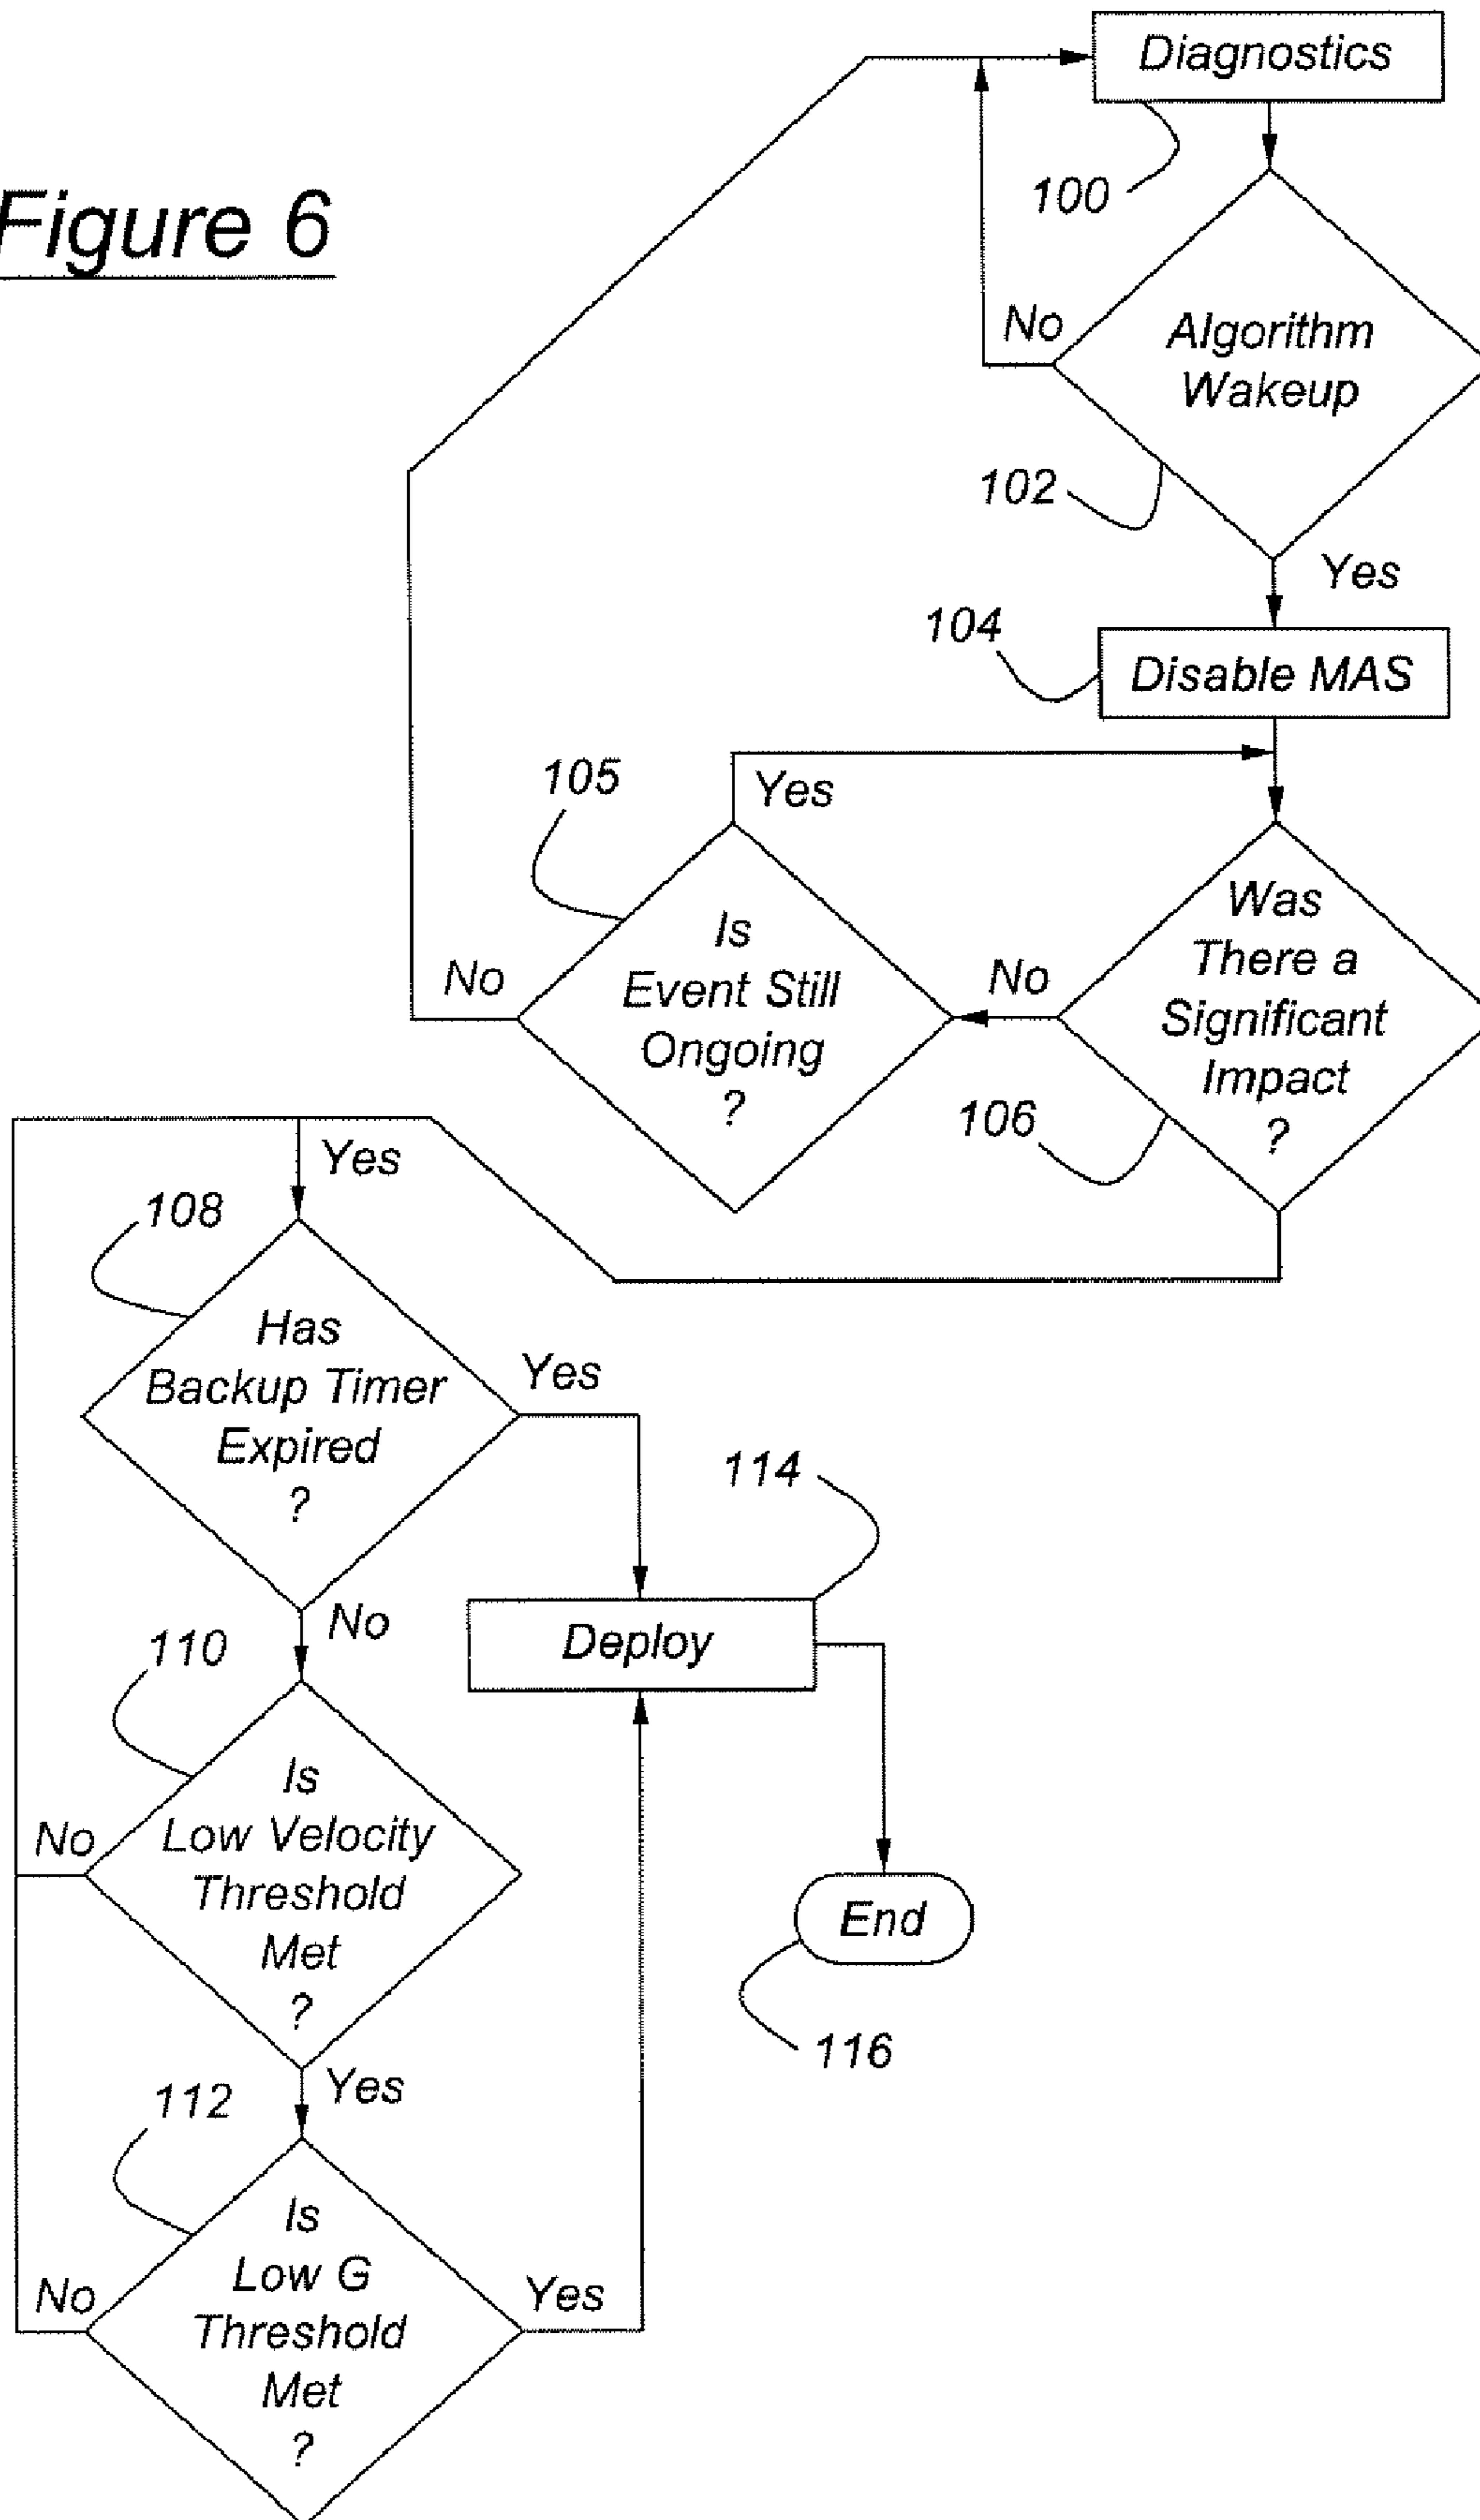 Figure 6
Diagnostics
100
No
Algorithm
Wakeup
102
Yes
104
Disable MAS
105
Yes
Was
There a
Significant
Impact
?
Is
Event Still
Ongoing
?
No
No
106
Yes
108
Has
Backup Timer
Expired
?
Yes
114
No
Deploy
110
Is
Low Velocity
Threshold
Met
?
No
End
116
Yes
112
Is
Low G
Threshold
Met
?
No
Yes